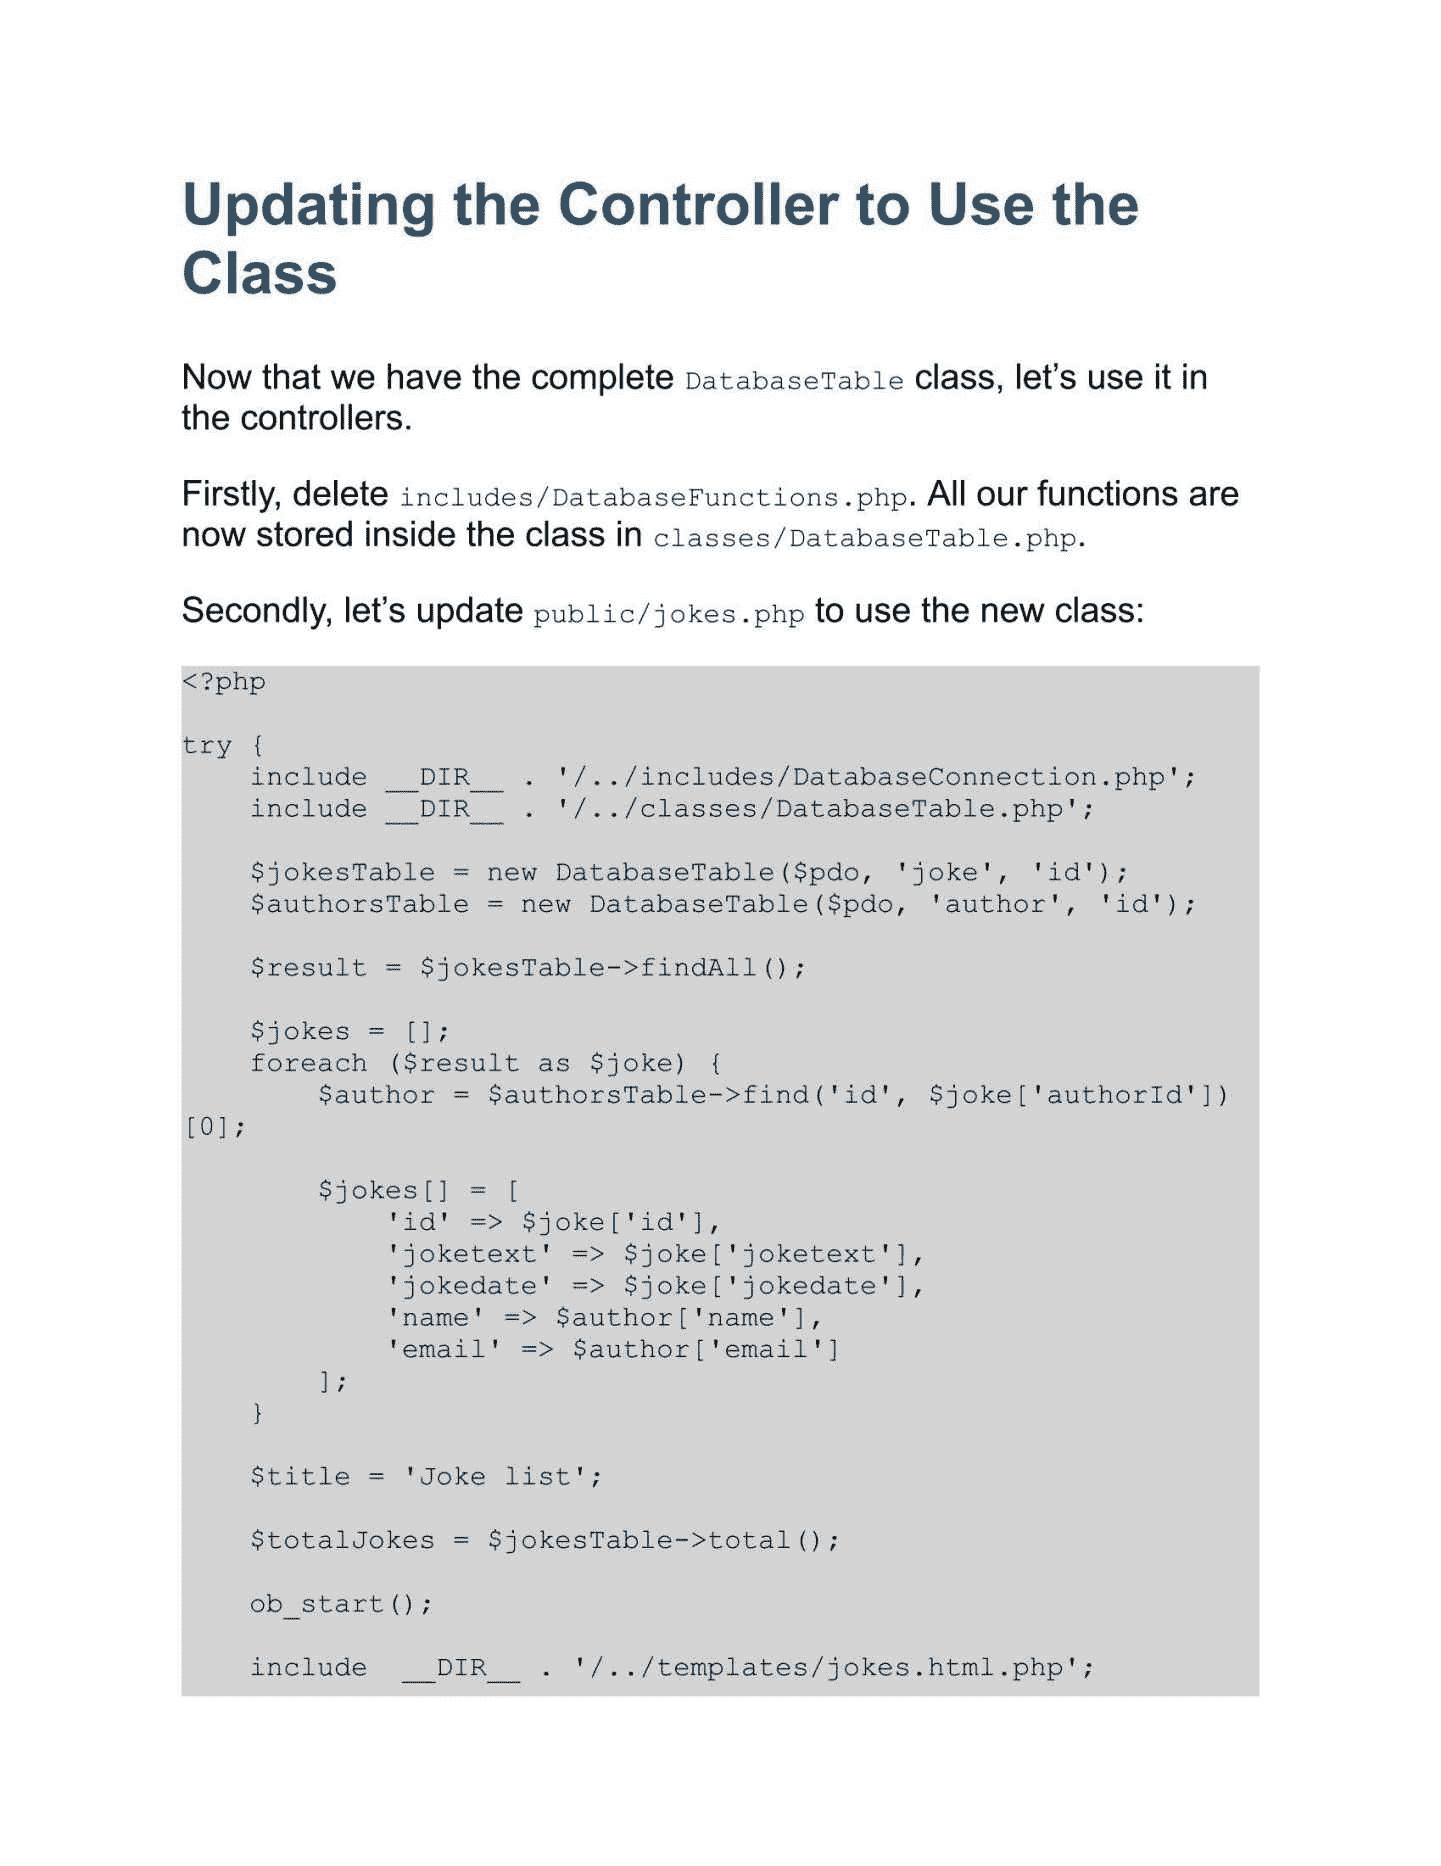 Updating the Controller to Use the
Class
Now that we have the complete DatabaseTable class, let’s use it in
the controllers.
Firstly, delete includes/DatabaseFunctions.php. All our functions are
now stored inside the class in classes/DatabaseTable.php.
Secondly, let’s update public/jokes.php to use the new class:
<?php
try {
    include __DIR__ . '/../includes/DatabaseConnection.php';
    include __DIR__ . '/../classes/DatabaseTable.php';
    $jokesTable = new DatabaseTable($pdo, 'joke', 'id');
    $authorsTable = new DatabaseTable($pdo, 'author', 'id');
    $result = $jokesTable->findAll();
    $jokes = [];
    foreach ($result as $joke) {
        $author = $authorsTable->find('id', $joke['authorId'])
[0];
        $jokes[] = [
            'id' => $joke['id'],
            'joketext' => $joke['joketext'],
            'jokedate' => $joke['jokedate'],
            'name' => $author['name'],
            'email' => $author['email']
        ];
    }
    $title = 'Joke list';
    $totalJokes = $jokesTable->total();
    ob_start();
    include  __DIR__ . '/../templates/jokes.html.php';